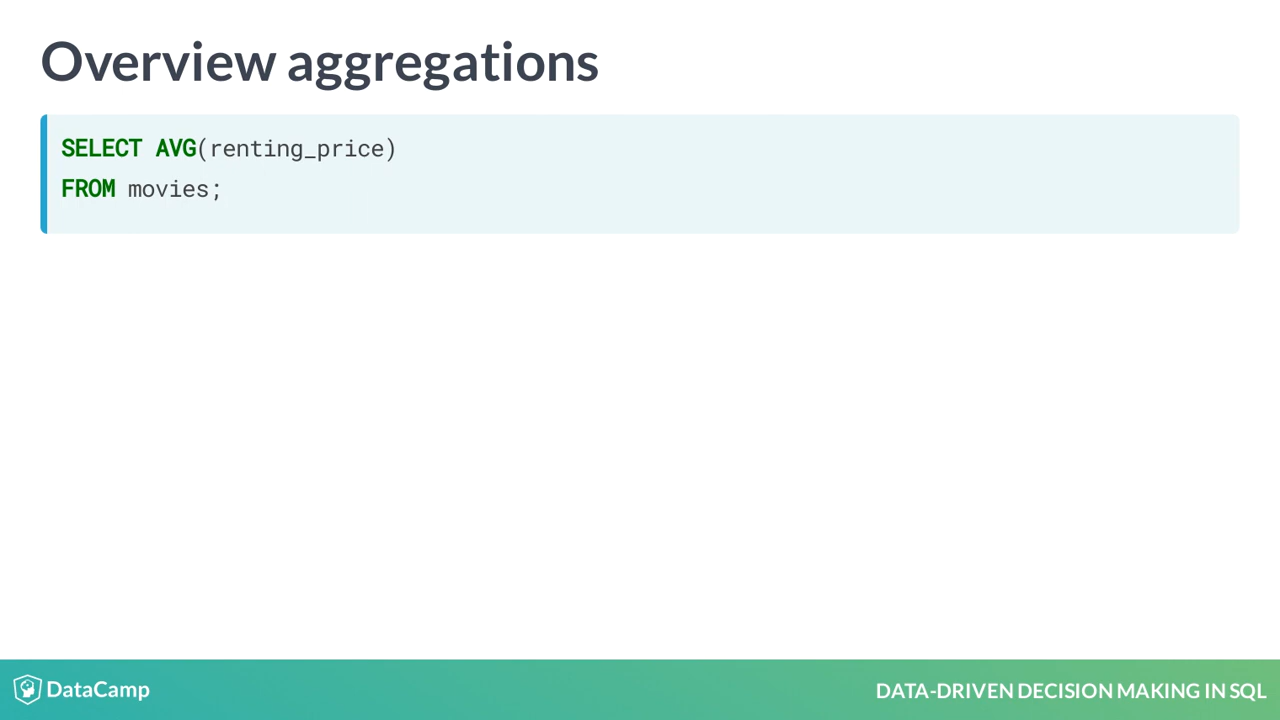 Overview aggregations
SELECT AVG(renting_price)
FROM movies;
DataCamp
DATA-DRIVEN DECISION MAKING IN SQL